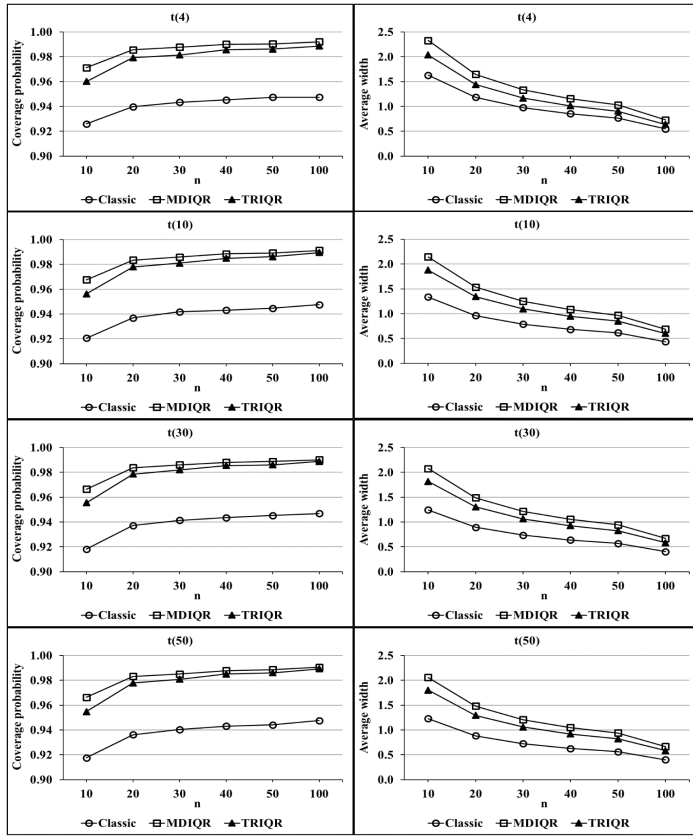 t(4)
Coverage probability
1.00
0.98
0.96
0.94
0.92
0.90
10 20 30 40 50 100
n
Classic MDIQR TRIQR
t(4)
Average width
2.5
2.0
1.5
1.0
0.5
0.0
10 20 30 40 50 100
n
Classic MDIQR TRIQR
t(10)
Coverage probability
1.00
0.98
0.96
0.94
0.92
0.90
10 20 30 40 50 100
n
Classic MDIQR TRIQR
t(10)
Average width
2.5
2.0
1.5
1.0
0.5
0.0
10 20 30 40 50 100
n
Classic MDIQR TRIQR
t(30)
Coverage probability
1.00
0.98
0.96
0.94
0.92
0.90
10 20 30 40 50 100
n
Classic MDIQR TRIQR
t(30)
Average width
2.5
2.0
1.5
1.0
0.5
0.0
10 20 30 40 50 100
n
Classic MDIQR TRIQR
t(50)
Coverage probability
1.00
0.98
0.96
0.94
0.92
0.90
10 20 30 40 50 100
n
Classic MDIQR TRIQR
t(50)
Average width
2.5
2.0
1.5
1.0
0.5
0.0
10 20 30 40 50 100
n
Classic MDIQR TRIQR